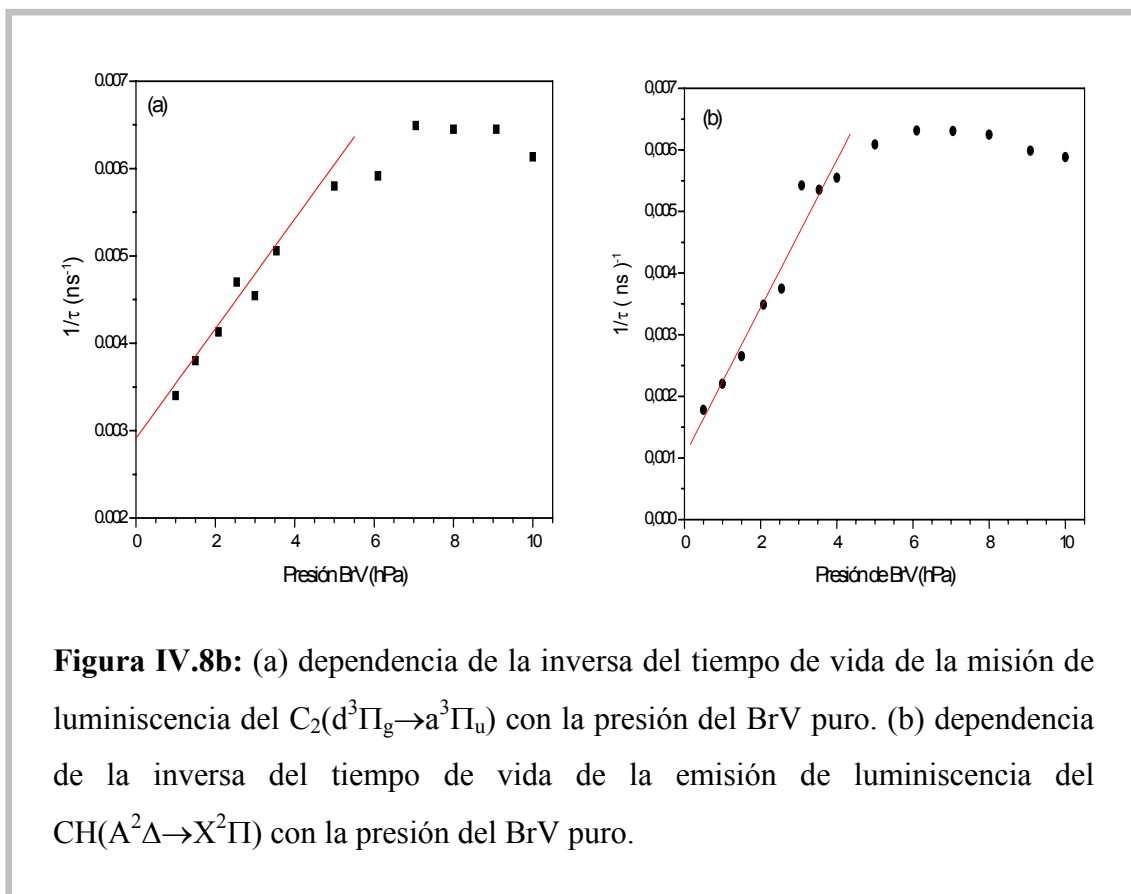 (a)
0.007
0.006
0.005
0.004
0.003
0.002
1/τ (ns⁻¹)
0 2 4 6 8 10
Presión BrV(hPa)
(b)
0,007
0,006
0,005
0,004
0,003
0,002
0,001
0,000
1/τ ( ns )⁻¹
0 2 4 6 8 10
Presión de BrV(hPa)
Figura IV.8b: (a) dependencia de la inversa del tiempo de vida de la misión de
luminiscencia del C₂(d³Πg→a³Πu) con la presión del BrV puro. (b) dependencia
de la inversa del tiempo de vida de la emisión de luminiscencia del
CH(A²Δ→X²Π) con la presión del BrV puro.